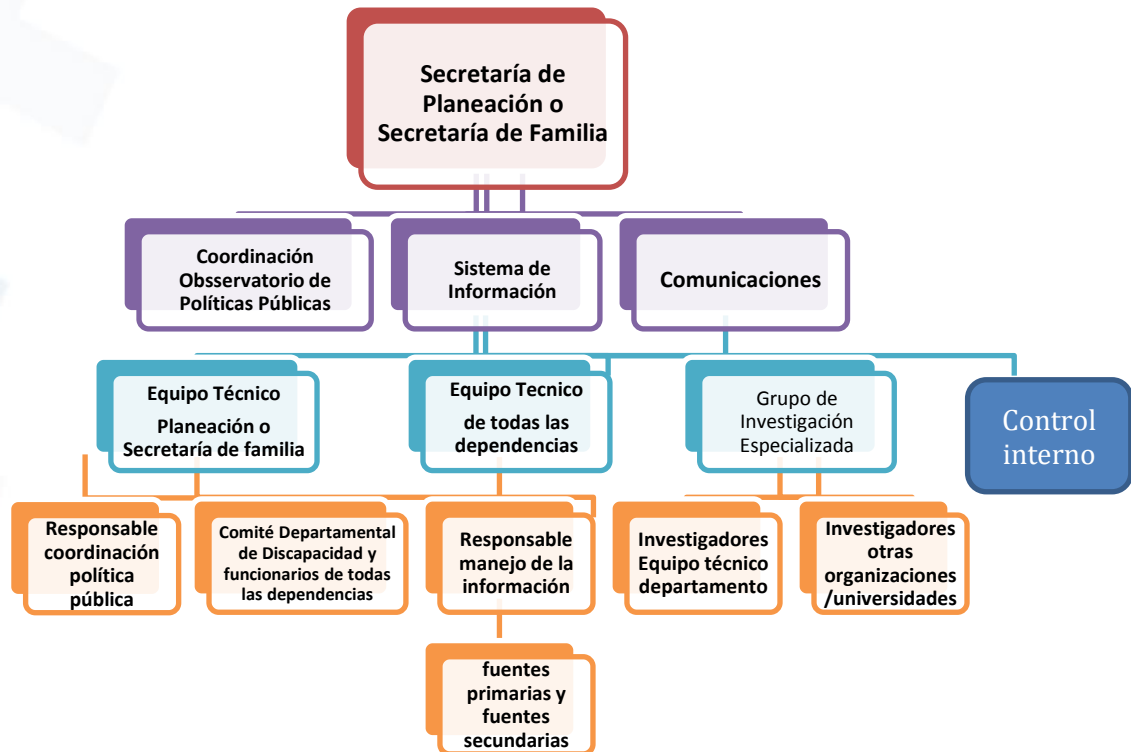 Secretaría de
Planeación o
Secretaría de Familia
Coordinación
Obsservatorio de
Políticas Públicas
Sistema de
Información
Comunicaciones
Equipo Técnico
Planeación o
Secretaría de familia
Equipo Tecnico
de todas las
dependencias
Grupo de
Investigación
Especializada
Control
interno
Responsable
coordinación
política
pública
Comité Departamental
de Discapacidad y
funcionarios de todas
las dependencias
Responsable
manejo de la
información
Investigadores
Equipo técnico
departamento
Investigadores
otras
organizaciones
/universidades
fuentes
primarias y
fuentes
secundarias